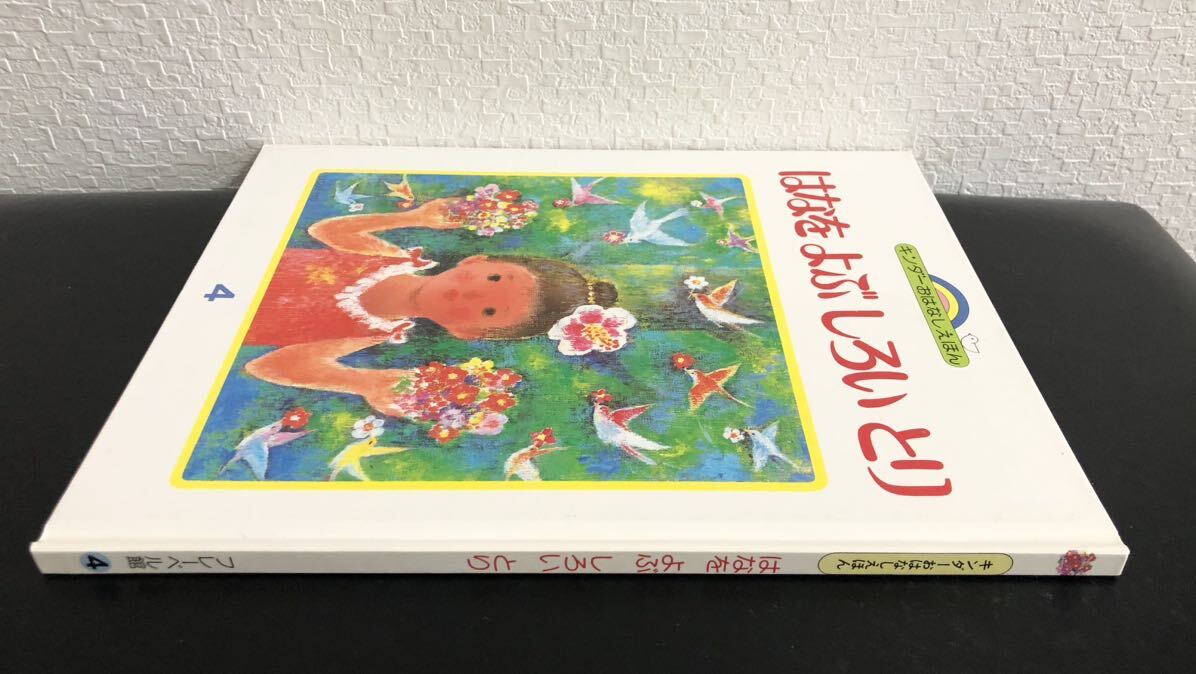 キンダーおはなしえほん
はなをよぶしろいとり
4
キンダーおはなしえほん
はなを よぶ しろい とり
フレーベル館
4